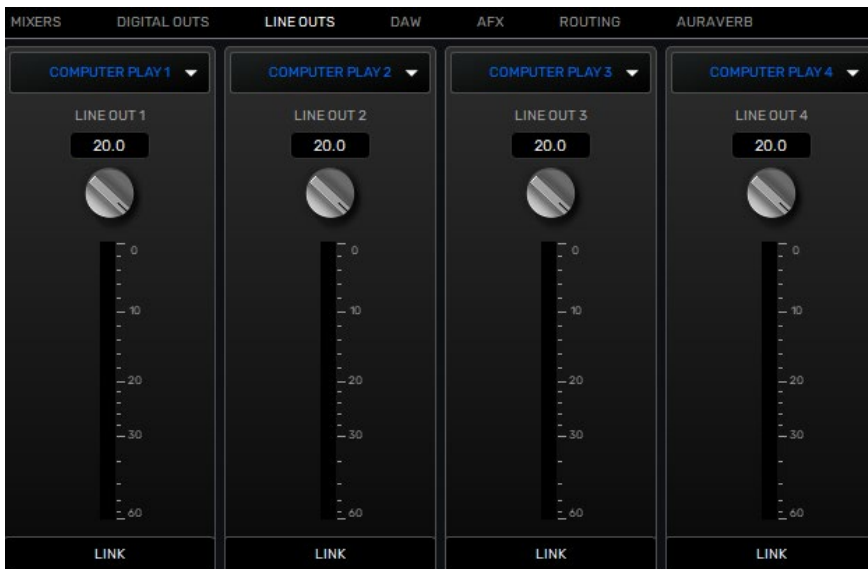 MIXERS DIGITAL OUTS LINE OUTS DAW AFX ROUTING AURAVERB
COMPUTER PLAY 1 COMPUTER PLAY 2 COMPUTER PLAY 3 COMPUTER PLAY 4
LINE OUT 1 LINE OUT 2 LINE OUT 3 LINE OUT 4
20.0 20.0 20.0 20.0
0 0 0 0
10 10 10 10
20 20 20 20
30 30 30 30
60 60 60 60
LINK LINK LINK LINK